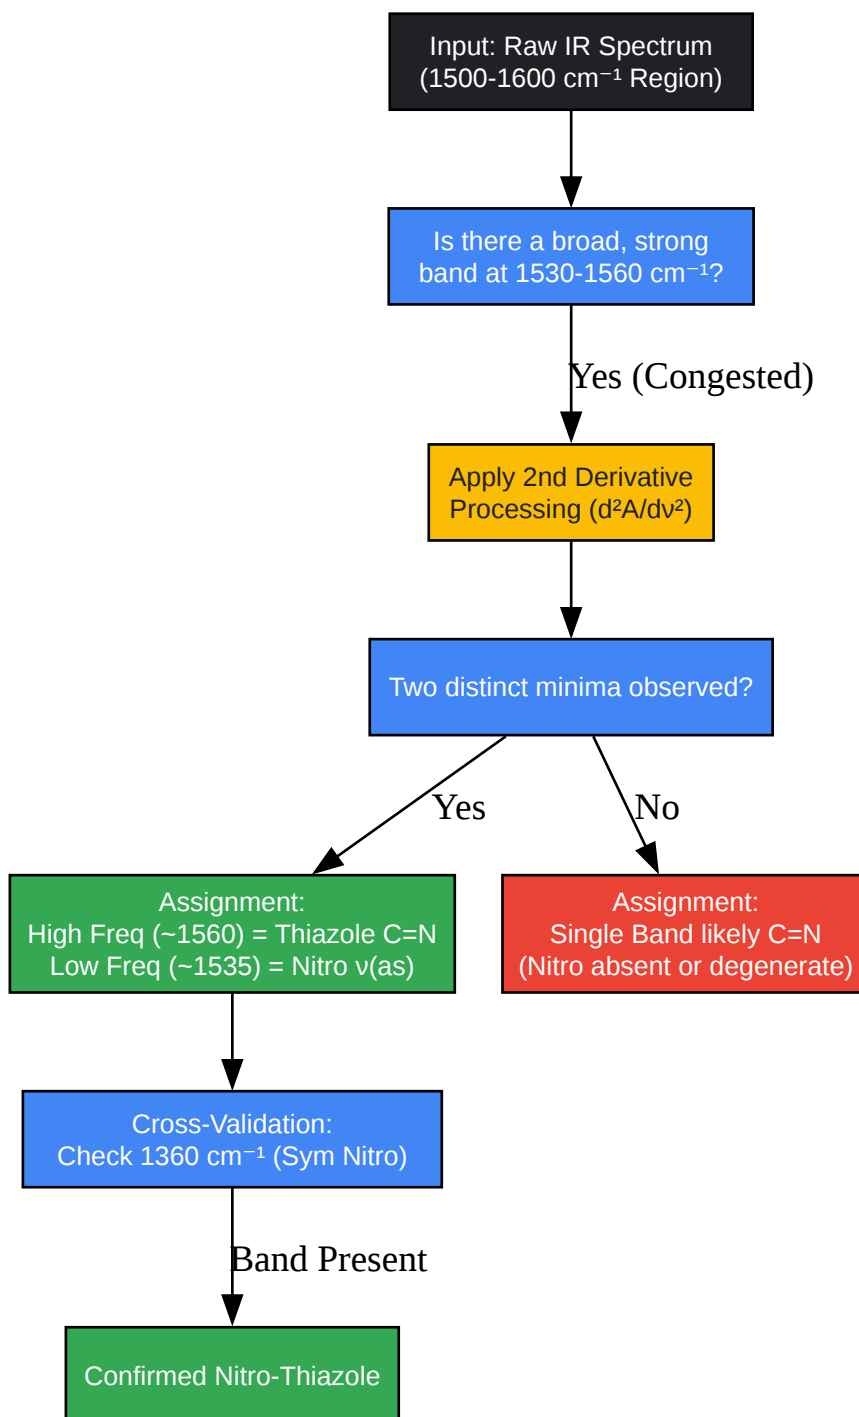 Input: Raw IR Spectrum
(1500-1600 cm⁻¹ Region)
Is there a broad, strong
band at 1530-1560 cm⁻¹?
Yes (Congested)
Apply 2nd Derivative
Processing (d²A/dν²)
Two distinct minima observed?
Yes
No
Assignment:
High Freq (~1560) = Thiazole C=N
Low Freq (~1535) = Nitro ν(as)
Assignment:
Single Band likely C=N
(Nitro absent or degenerate)
Cross-Validation:
Check 1360 cm⁻¹ (Sym Nitro)
Band Present
Confirmed Nitro-Thiazole